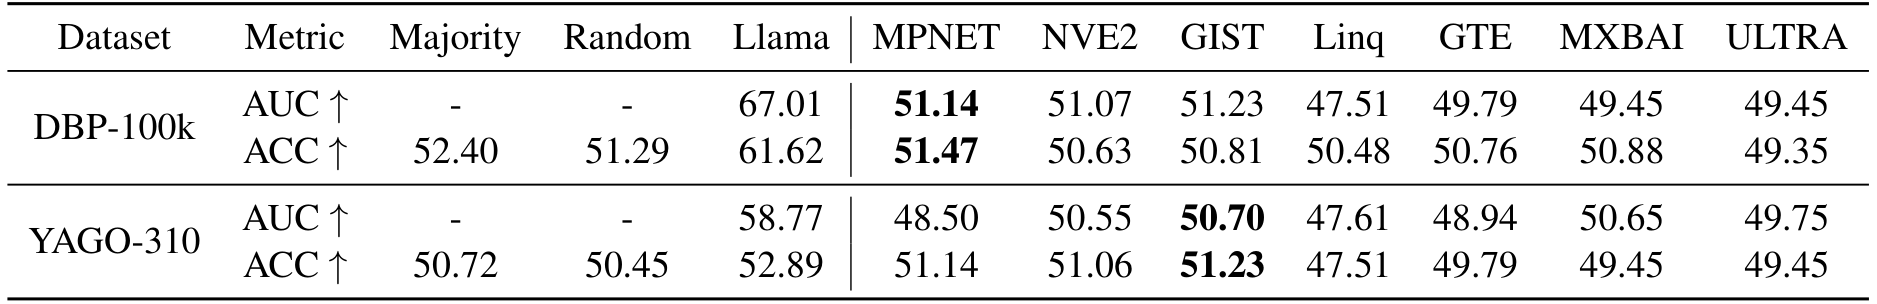 Dataset Metric Majority Random Llama MPNET NVE2 GIST Linq GTE MXBAI ULTRA
DBP-100k
AUC ↑ - - 67.01 51.14 51.07 51.23 47.51 49.79 49.45 49.45
ACC ↑ 52.40 51.29 61.62 51.47 50.63 50.81 50.48 50.76 50.88 49.35
YAGO-310
AUC ↑ - - 58.77 48.50 50.55 50.70 47.61 48.94 50.65 49.75
ACC ↑ 50.72 50.45 52.89 51.14 51.06 51.23 47.51 49.79 49.45 49.45